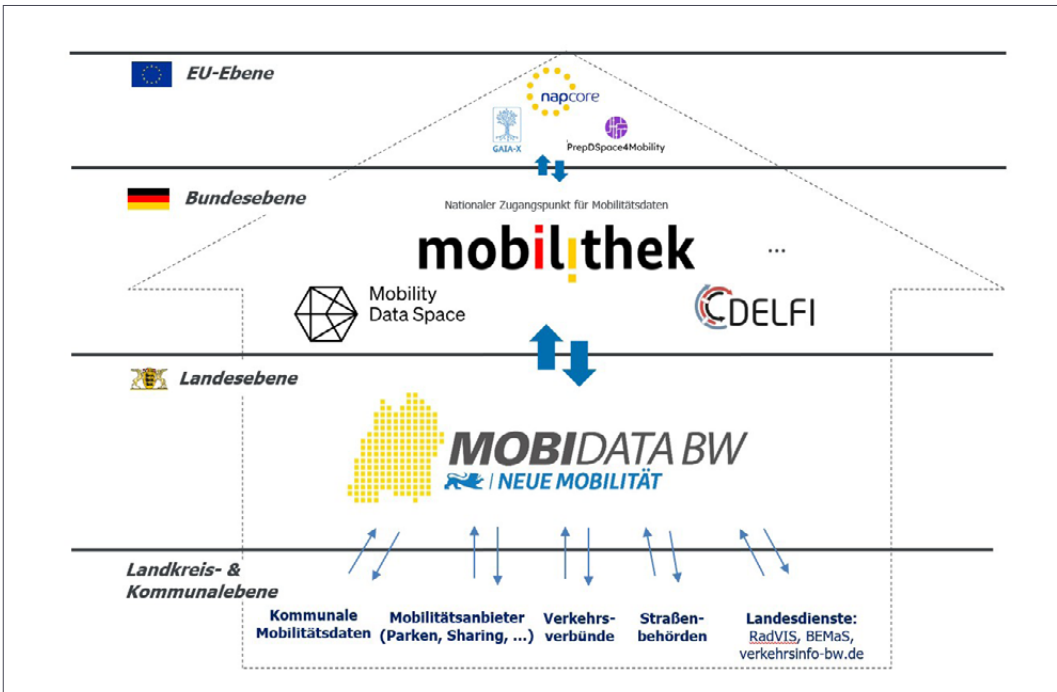 EU-Ebene
napcore
GAIA-X
PrepDSpace4Mobility
Bundesebene
Nationaler Zugangspunkt für Mobilitätsdaten
mobilithek
...
Mobility
Data Space
DELFI
Landesebene
MOBIDATA BW
NEUE MOBILITÄT
Landkreis- &
Kommunalebene
Kommunale
Mobilitätsdaten
Mobilitätsanbieter
(Parken, Sharing, ...)
Verkehrs-
verbünde
Straßen-
behörden
Landesdienste:
RadVIS, BEMaS,
verkehrsinfo-bw.de